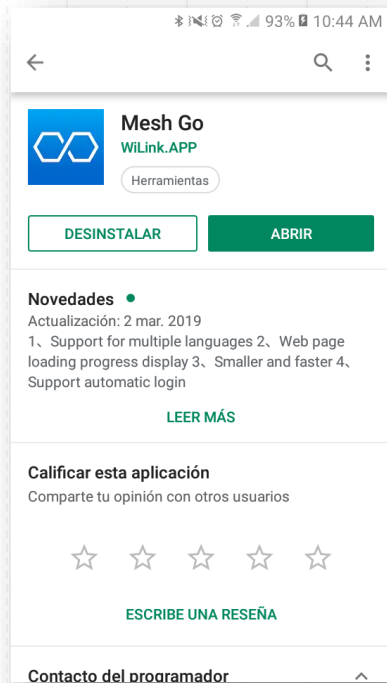 93% 10:44 AM
Mesh Go
WiLink.APP
Herramientas
DESINSTALAR ABRIR
Novedades
Actualización: 2 mar. 2019
1、Support for multiple languages 2、Web page
loading progress display 3、Smaller and faster 4、
Support automatic login
LEER MÁS
Calificar esta aplicación
Comparte tu opinión con otros usuarios
ESCRIBE UNA RESEÑA
Contacto del programador